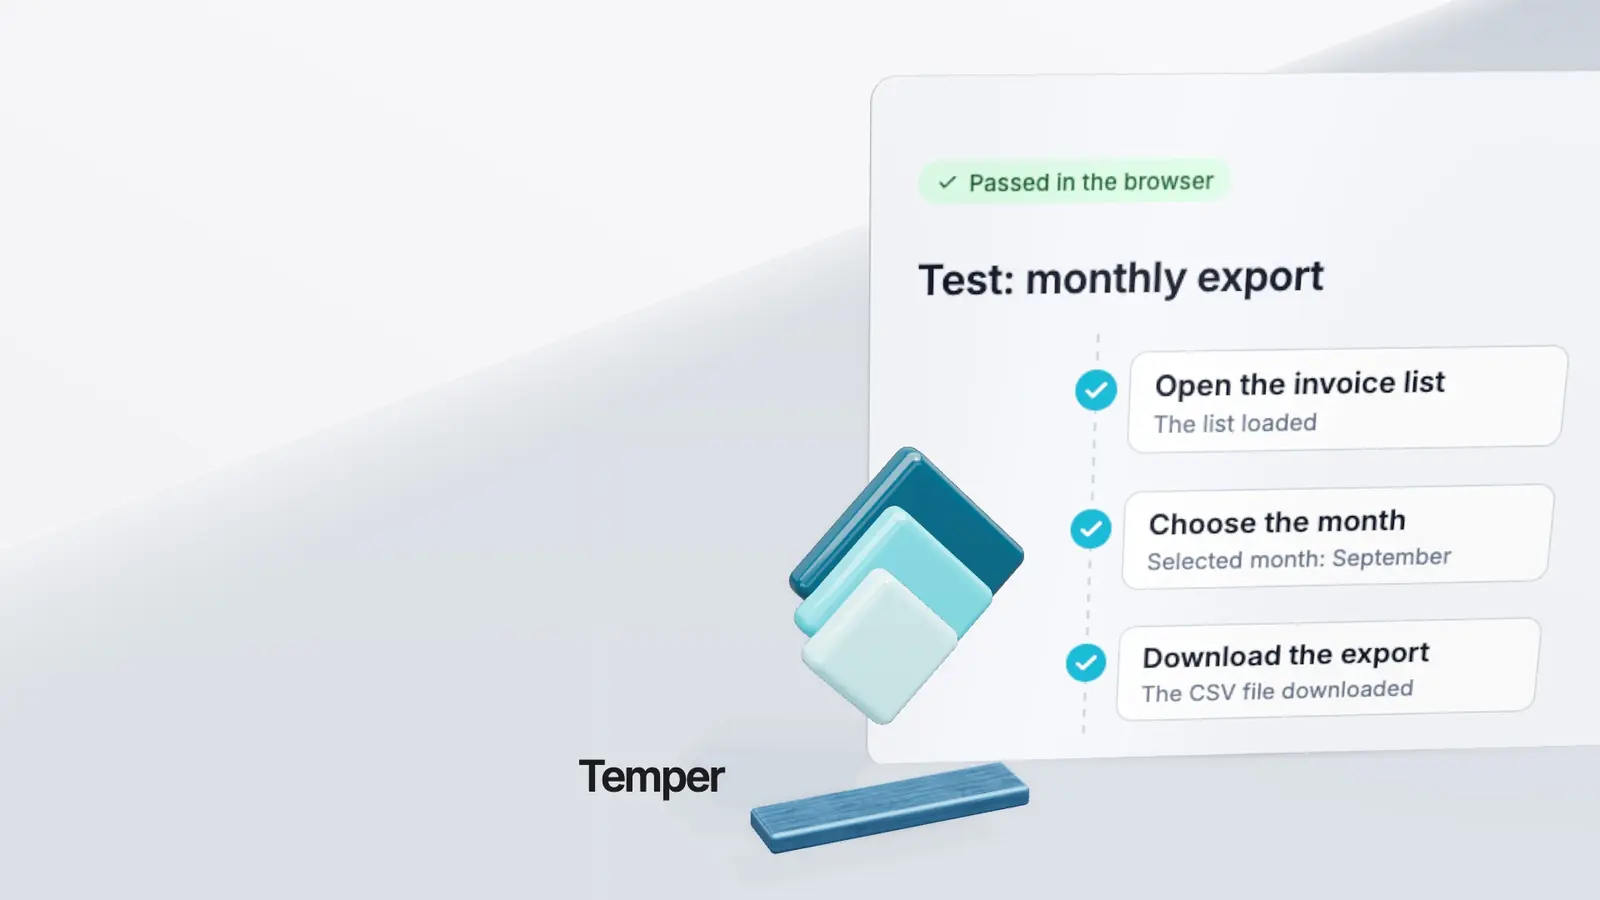 Passed in the browser
Test: monthly export
Open the invoice list
The list loaded
Choose the month
Selected month: September
Download the export
The CSV file downloaded
Temper